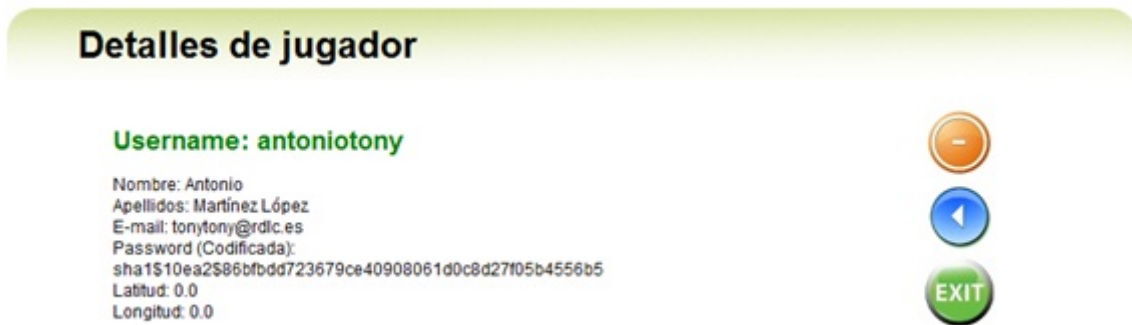 Detalles de jugador
Username: antoniotony
Nombre: Antonio
Apellidos: Martínez López
E-mail: tonytony@rdlc.es
Password (Codificada):
sha1$10ea2$86bfbdd723679ce40908061d0c8d27f05b4556b5
Latitud: 0.0
Longitud: 0.0
EXIT